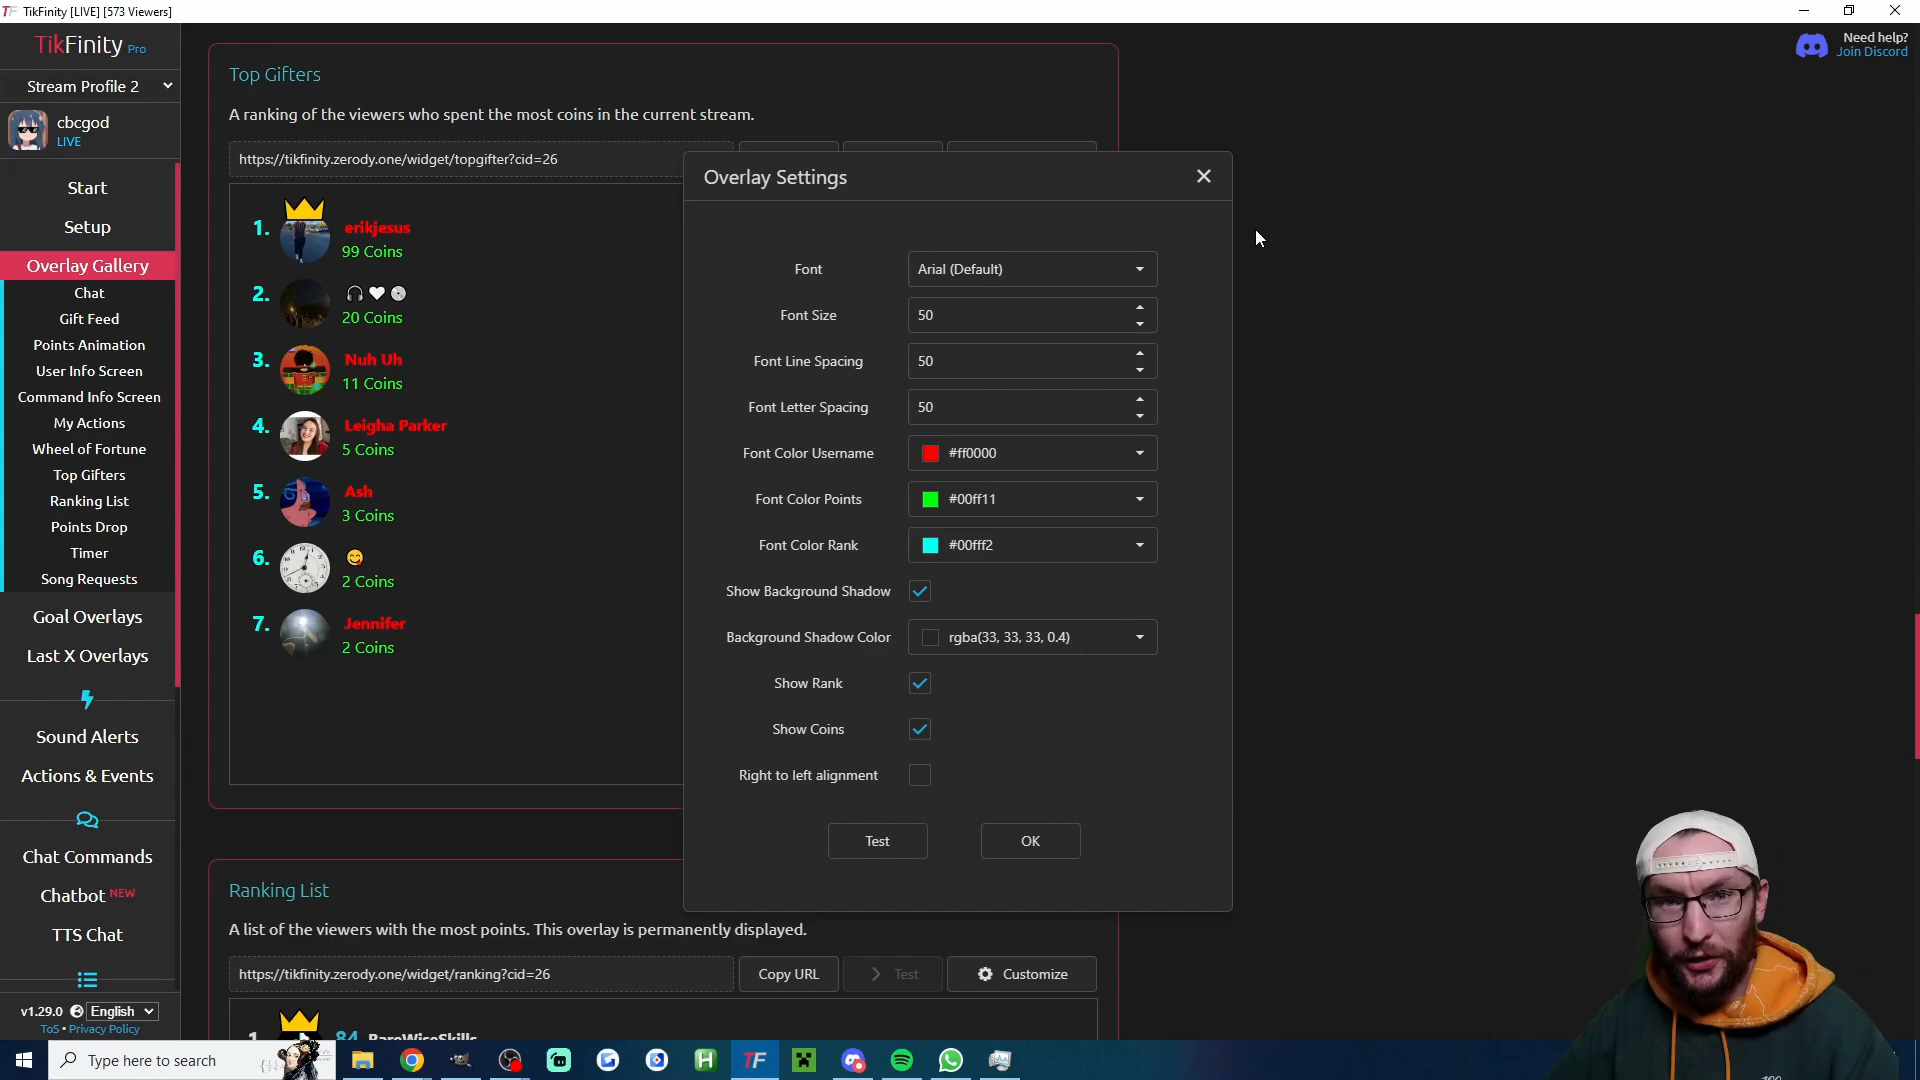 TF TikFinity [LIVE] [573 Viewers]
TikFinity Pro
Stream Profile 2
cbcgod
LIVE
Start
Setup
Overlay Gallery
Chat
Gift Feed
Points Animation
User Info Screen
Command Info Screen
My Actions
Wheel of Fortune
Top Gifters
Ranking List
Points Drop
Timer
Song Requests
Goal Overlays
Last X Overlays
Sound Alerts
Actions & Events
Chat Commands
Chatbot NEW
TTS Chat
v1.29.0 English
ToS • Privacy Policy
Need help?
Join Discord
Top Gifters
A ranking of the viewers who spent the most coins in the current stream.
https://tikfinity.zerody.one/widget/topgifter?cid=26
1. erikjesus
99 Coins
2. 🎧🤍💿
20 Coins
3. Nuh Uh
11 Coins
4. Leigha Parker
5 Coins
5. Ash
3 Coins
6. 😋
2 Coins
7. Jennifer
2 Coins
Overlay Settings
Font Arial (Default)
Font Size 50
Font Line Spacing 50
Font Letter Spacing 50
Font Color Username #ff0000
Font Color Points #00ff11
Font Color Rank #00fff2
Show Background Shadow
Background Shadow Color rgba(33, 33, 33, 0.4)
Show Rank
Show Coins
Right to left alignment
Test OK
Ranking List
A list of the viewers with the most points. This overlay is permanently displayed.
https://tikfinity.zerody.one/widget/ranking?cid=26 Copy URL Test Customize
1. 84 RareWiseSkills
Type here to search
TF